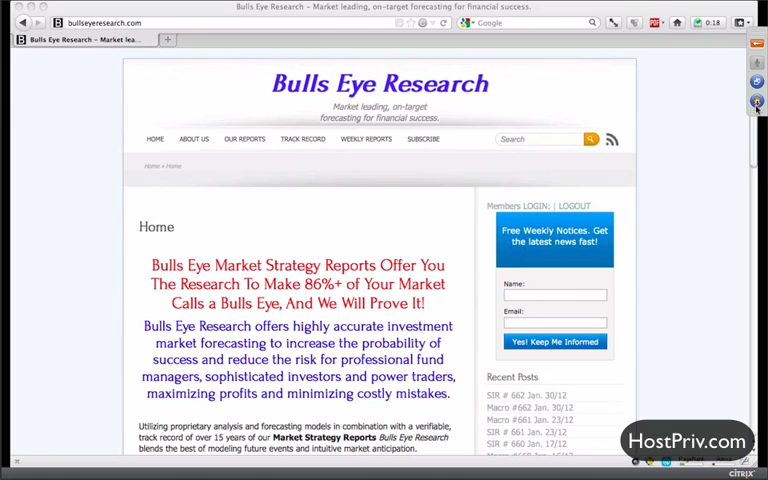 Bulls Eye Research – Market leading, on-target forecasting for financial success.
bullseyeresearch.com
Google
PDF
0:18
Bulls Eye Research – Market lea...
Bulls Eye Research
Market leading, on-target
forecasting for financial success.
HOME ABOUT US OUR REPORTS TRACK RECORD WEEKLY REPORTS SUBSCRIBE
Search
Home » Home
Members LOGIN: | LOGOUT
Free Weekly Notices. Get
the latest news fast!
Name:
Email:
Yes! Keep Me Informed
Home
Bulls Eye Market Strategy Reports Offer You
The Research To Make 86%+ of Your Market
Calls a Bulls Eye, And We Will Prove It!
Bulls Eye Research offers highly accurate investment
market forecasting to increase the probability of
success and reduce the risk for professional fund
managers, sophisticated investors and power traders,
maximizing profits and minimizing costly mistakes.
Utilizing proprietary analysis and forecasting models in combination with a verifiable,
track record of over 15 years of our Market Strategy Reports Bulls Eye Research
blends the best of modeling future events and intuitive market anticipation.
Recent Posts
SIR # 662 Jan. 30/12
Macro #662 Jan. 30/12
Macro #661 Jan. 23/12
SIR # 661 Jan. 23/12
SIR # 660 Jan. 17/12
HostPriv.com
CITRIX